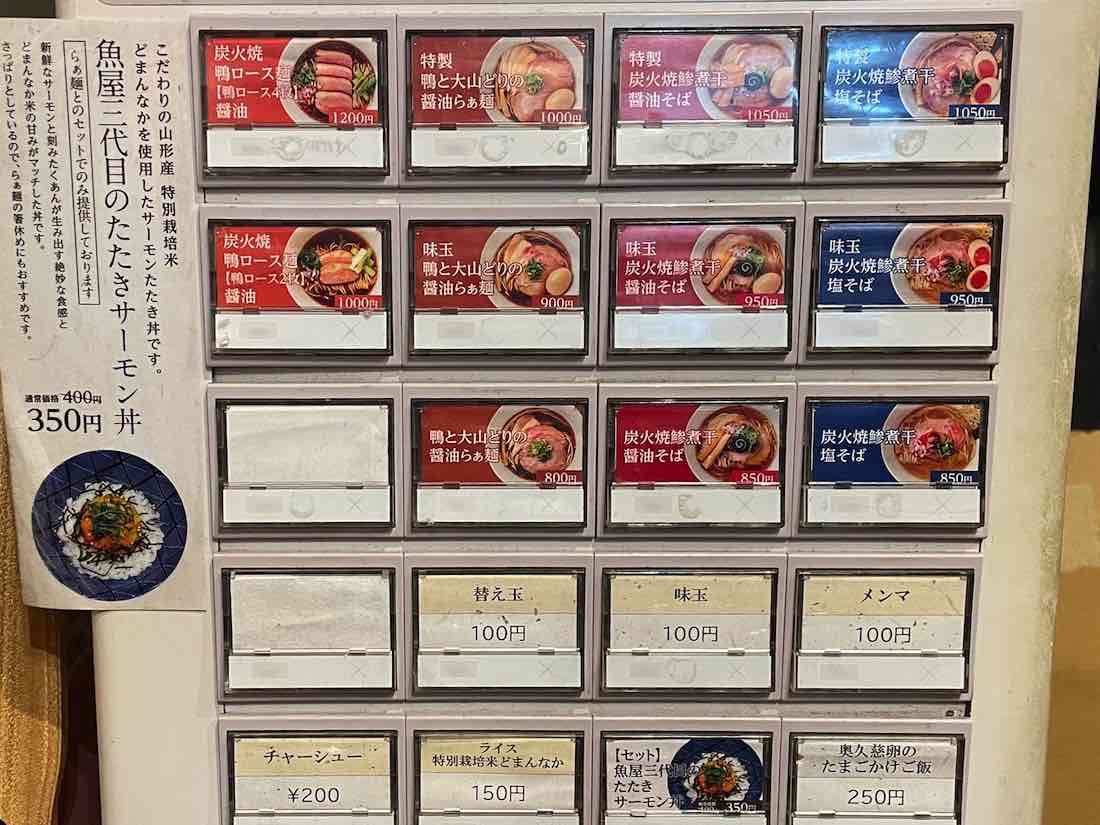 こだわりの山形産 特別栽培米
どまんなかを使用したサーモンたたき丼です。
魚屋三代目のたたきサーモン丼
らぁ麺とのセットでのみ提供しております
新鮮なサーモンと刻みたくあんが生み出す絶妙な食感と
どまんなか米の甘みがマッチした丼です。
さっぱりとしているので、らぁ麺の箸休めにもおすすめです。
通常価格 400円
350円
炭火焼
鴨ロース麺
【鴨ロース4枚】
醤油
1200円
特製
鴨と大山どりの
醤油らぁ麺
1000円
特製
炭火焼鯵煮干
醤油そば
1050円
特製
炭火焼鯵煮干
塩そば
1050円
炭火焼
鴨ロース麺
【鴨ロース2枚】
醤油
1000円
味玉
鴨と大山どりの
醤油らぁ麺
900円
味玉
炭火焼鯵煮干
醤油そば
950円
味玉
炭火焼鯵煮干
塩そば
950円
鴨と大山どりの
醤油らぁ麺
800円
炭火焼鯵煮干
醤油そば
850円
炭火焼鯵煮干
塩そば
850円
替え玉
100円
味玉
100円
メンマ
100円
チャーシュー
¥200
ライス
特別栽培米どまんなか
150円
【セット】
魚屋三代目の
たたき
サーモン丼
350円
奥久慈卵の
たまごかけご飯
250円